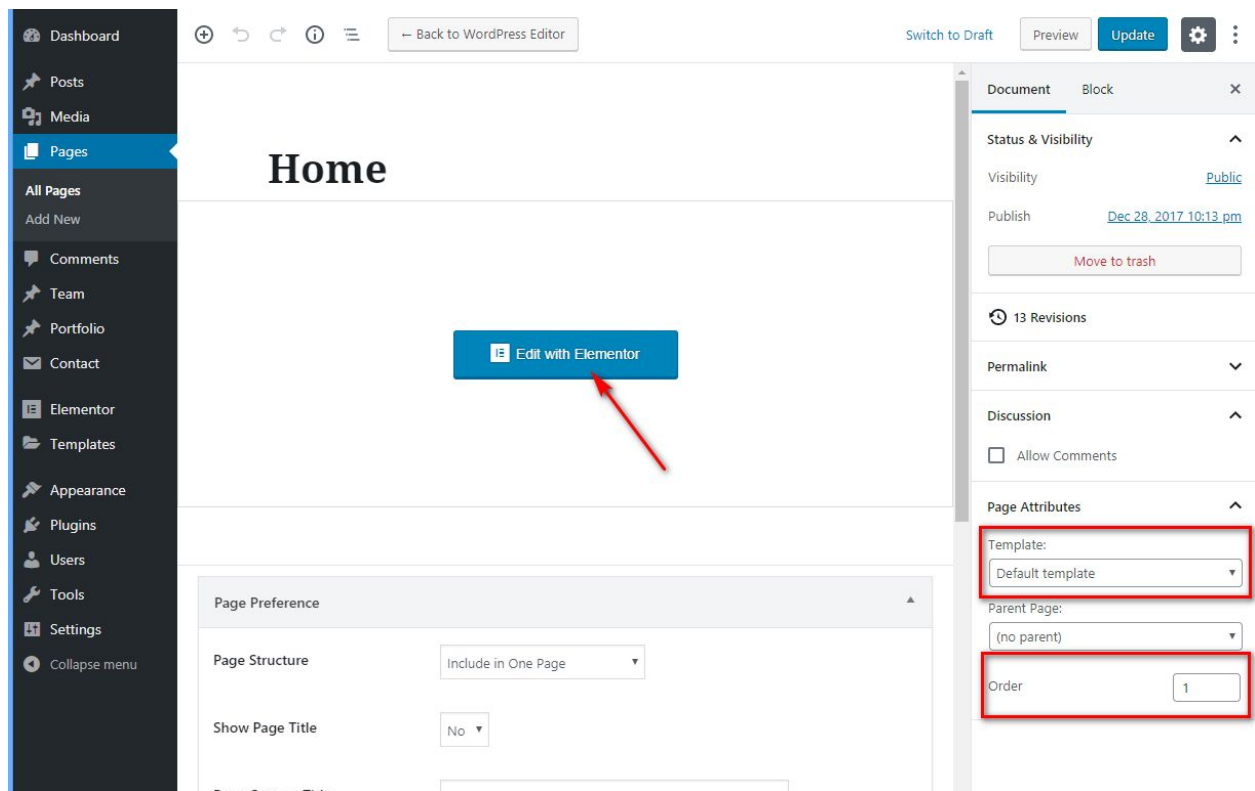 Dashboard
Posts
Media
Pages
All Pages
Add New
Comments
Team
Portfolio
Contact
Elementor
Templates
Appearance
Plugins
Users
Tools
Settings
Collapse menu
← Back to WordPress Editor
Switch to Draft
Preview
Update
Home
Edit with Elementor
Page Preference
Page Structure
Include in One Page
Show Page Title
No
Document Block
Status & Visibility
Visibility Public
Publish Dec 28, 2017 10:13 pm
Move to trash
13 Revisions
Permalink
Discussion
Allow Comments
Page Attributes
Template:
Default template
Parent Page:
(no parent)
Order 1